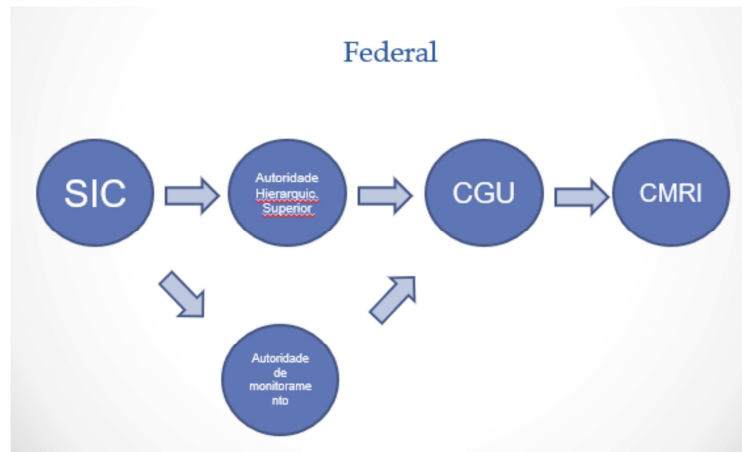 Federal
SIC
Autoridade
Hierarquic.
Superior
CGU
CMRI
Autoridade
de
monitorame
nto